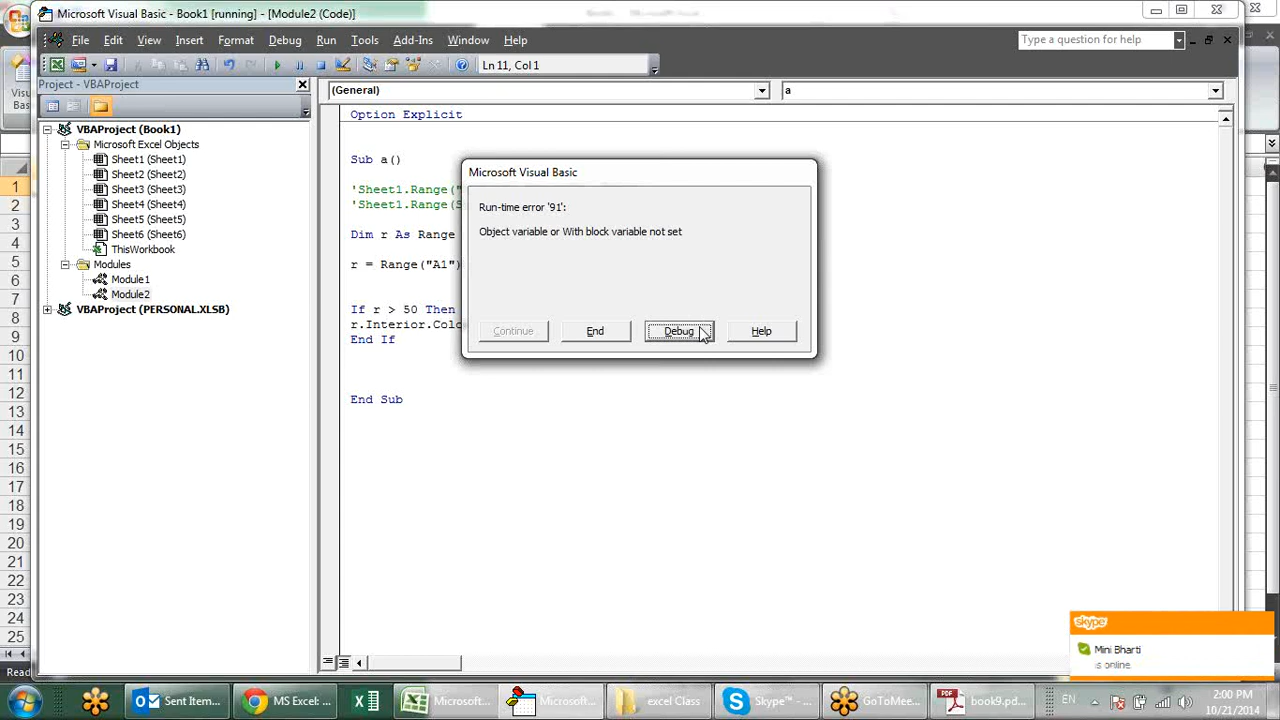 Microsoft Visual Basic - Book1 [running] - [Module2 (Code)]
File Edit View Insert Format Debug Run Tools Add-Ins Window Help
Type a question for help
Ln 11, Col 1
Project - VBAProject
Visu
Bas
(General)
a
VBAProject (Book1)
Microsoft Excel Objects
Sheet1 (Sheet1)
Sheet2 (Sheet2)
Sheet3 (Sheet3)
Sheet4 (Sheet4)
Sheet5 (Sheet5)
Sheet6 (Sheet6)
ThisWorkbook
Modules
Module1
Module2
VBAProject (PERSONAL.XLSB)
Option Explicit
Sub a()
'Sheet1.Range("
'Sheet1.Range(S
Dim r As Range
r = Range("A1")
If r > 50 Then
r.Interior.Colo
End If
End Sub
Microsoft Visual Basic
Run-time error '91':
Object variable or With block variable not set
Continue End Debug Help
1
2
3
4
5
6
7
8
9
10
11
12
13
14
15
16
17
18
19
20
21
22
23
24
25
Read
skype
Mini Bharti
is online
Sent Item...
MS Excel: ...
Microsoft...
Microsoft...
excel Class
Skype™ -...
GoToMee...
book9.pd...
EN
2:00 PM
10/21/2014